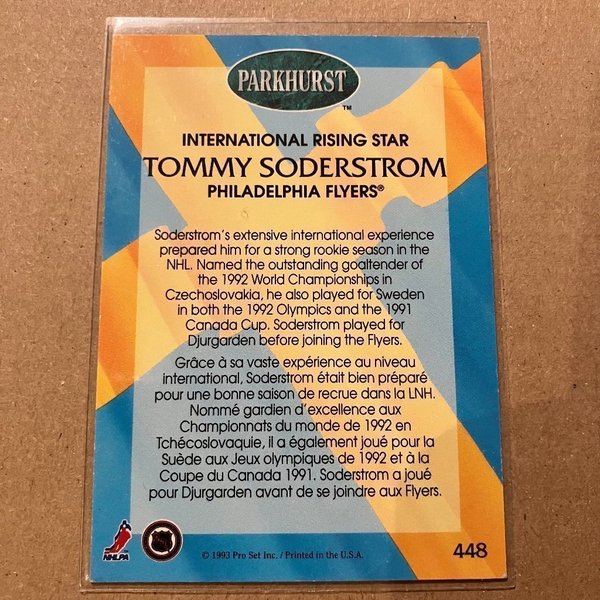 PARKHURST
™
INTERNATIONAL RISING STAR
TOMMY SODERSTROM
PHILADELPHIA FLYERS®
Soderstrom's extensive international experience
prepared him for a strong rookie season in the
NHL. Named the outstanding goaltender of
the 1992 World Championships in
Czechoslovakia, he also played for Sweden
in both the 1992 Olympics and the 1991
Canada Cup. Soderstrom played for
Djurgarden before joining the Flyers.
Grâce à sa vaste expérience au niveau
international, Soderstrom était bien préparé
pour une bonne saison de recrue dans la LNH.
Nommé gardien d'excellence aux
Championnats du monde de 1992 en
Tchécoslovaquie, il a également joué pour la
Suède aux Jeux olympiques de 1992 et à la
Coupe du Canada 1991. Soderstrom a joué
pour Djurgarden avant de se joindre aux Flyers.
NHLPA
NHL
© 1993 Pro Set Inc. / Printed in the U.S.A.
448